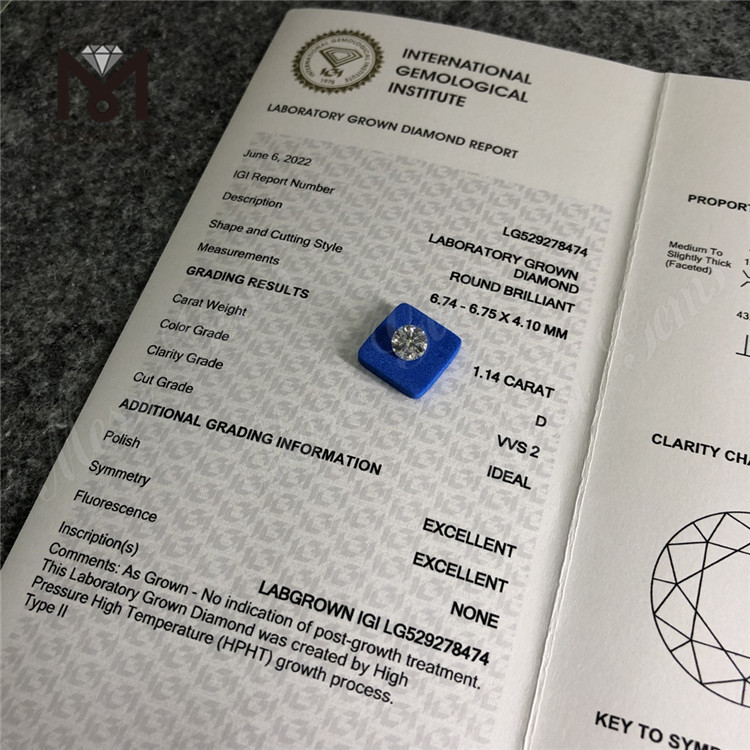 INTERNATIONAL
GEMOLOGICAL
INSTITUTE
LABORATORY GROWN DIAMOND REPORT
June 6, 2022
IGI Report Number LG529278474
Description LABORATORY GROWN
DIAMOND
Shape and Cutting Style ROUND BRILLIANT
Measurements 6.74 - 6.75 X 4.10 MM
GRADING RESULTS
Carat Weight 1.14 CARAT
Color Grade D
Clarity Grade VVS 2
Cut Grade IDEAL
ADDITIONAL GRADING INFORMATION
Polish EXCELLENT
Symmetry EXCELLENT
Fluorescence NONE
Inscription(s) LABGROWN IGI LG529278474
Comments: As Grown - No indication of post-growth treatment.
This Laboratory Grown Diamond was created by High
Pressure High Temperature (HPHT) growth process.
Type II
PROPORT
Medium To
Slightly Thick
(Faceted)
1
43
CLARITY CHA
KEY TO SYM